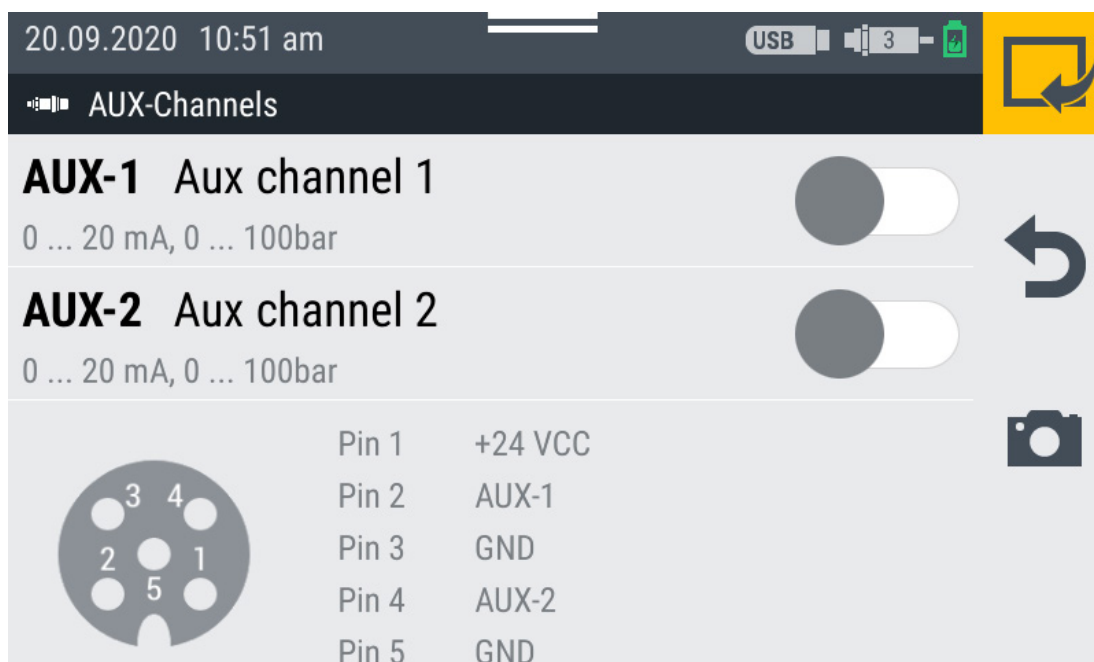 20.09.2020 10:51 am USB 3
AUX-Channels
AUX-1 Aux channel 1
0 ... 20 mA, 0 ... 100bar
AUX-2 Aux channel 2
0 ... 20 mA, 0 ... 100bar
Pin 1 +24 VCC
Pin 2 AUX-1
Pin 3 GND
Pin 4 AUX-2
Pin 5 GND
3 4
2 1
5